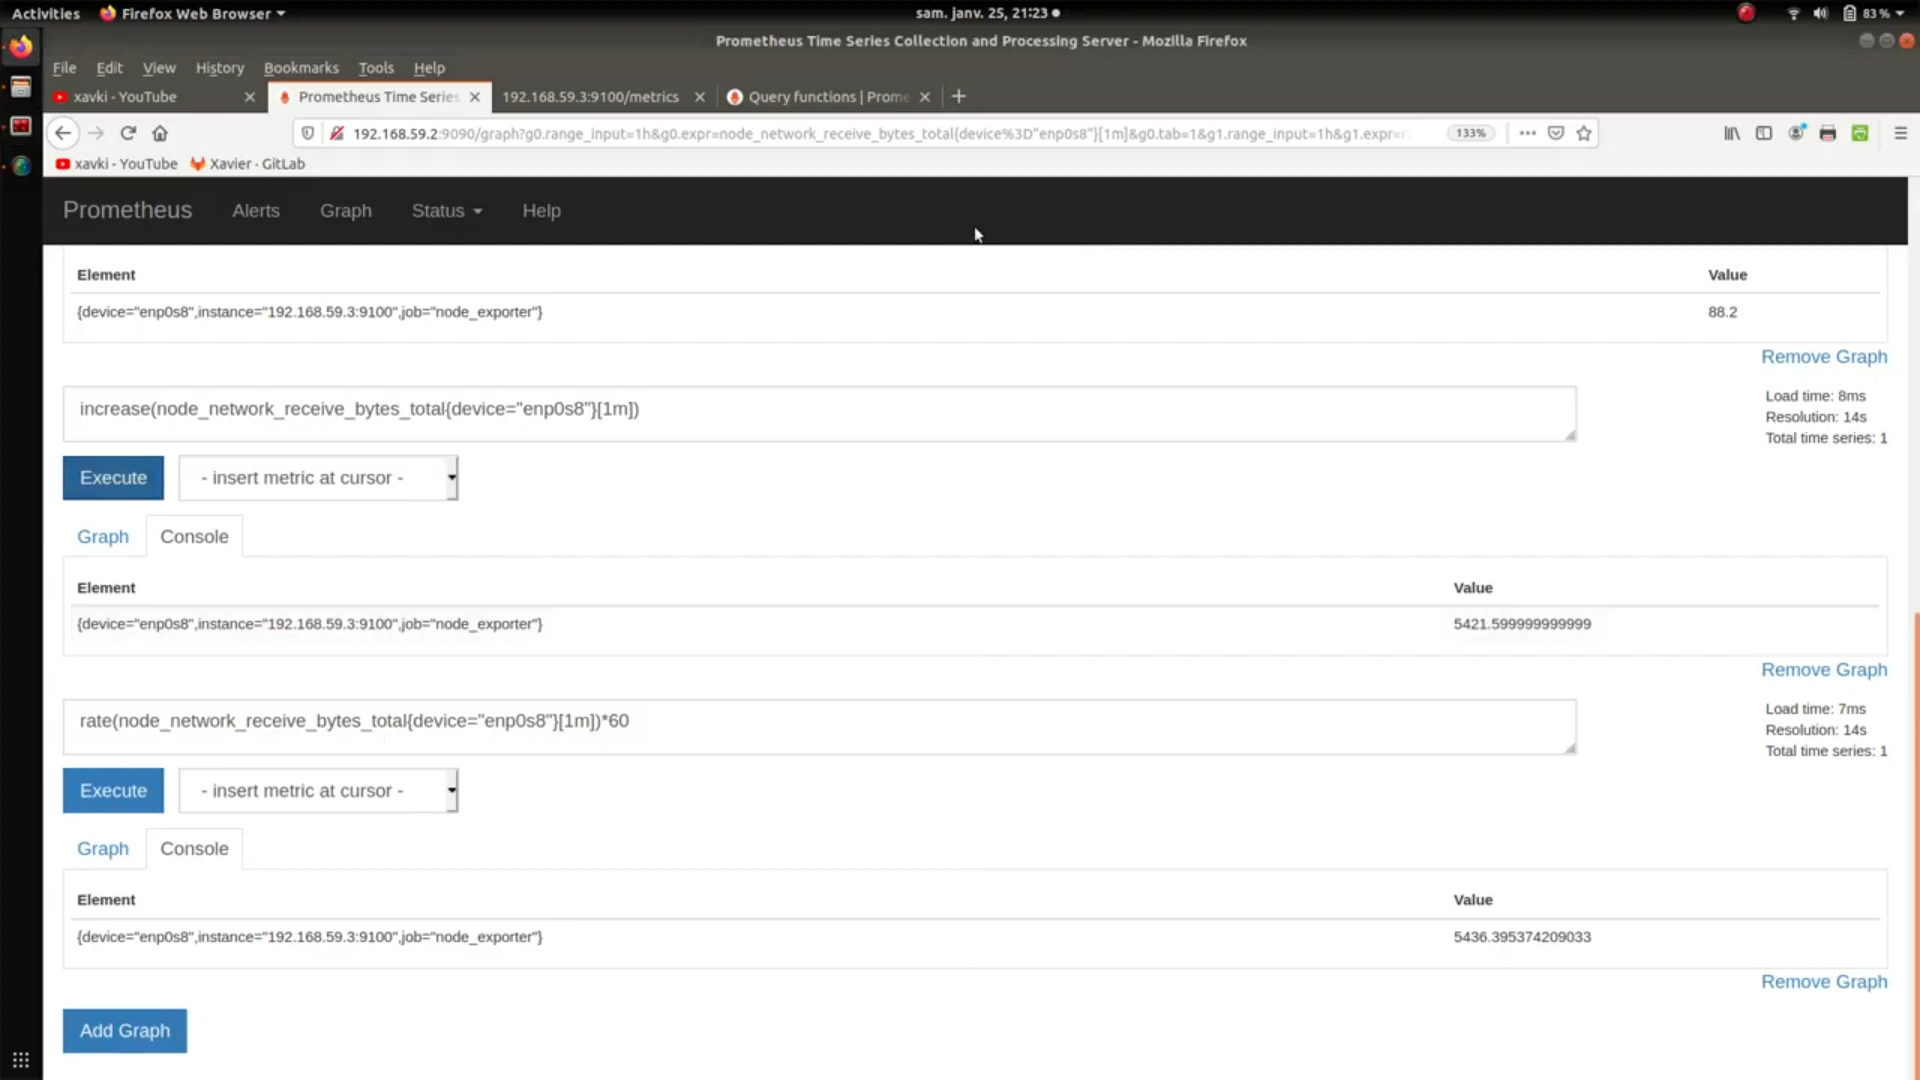 Activities Firefox Web Browser sam. janv. 25, 21:23 83 %
Prometheus Time Series Collection and Processing Server - Mozilla Firefox
File Edit View History Bookmarks Tools Help
xavki - YouTube Prometheus Time Series 192.168.59.3:9100/metrics Query functions | Prome
192.168.59.2:9090/graph?g0.range_input=1h&g0.expr=node_network_receive_bytes_total{device%3D"enp0s8"}[1m]&g0.tab=1&g1.range_input=1h&g1.expr=r 133%
xavki - YouTube Xavier · GitLab
Prometheus Alerts Graph Status Help
Element Value
{device="enp0s8",instance="192.168.59.3:9100",job="node_exporter"} 88.2
Remove Graph
increase(node_network_receive_bytes_total{device="enp0s8"}[1m])
Load time: 8ms
Resolution: 14s
Total time series: 1
Execute - insert metric at cursor -
Graph Console
Element Value
{device="enp0s8",instance="192.168.59.3:9100",job="node_exporter"} 5421.599999999999
Remove Graph
rate(node_network_receive_bytes_total{device="enp0s8"}[1m])*60
Load time: 7ms
Resolution: 14s
Total time series: 1
Execute - insert metric at cursor -
Graph Console
Element Value
{device="enp0s8",instance="192.168.59.3:9100",job="node_exporter"} 5436.395374209033
Remove Graph
Add Graph